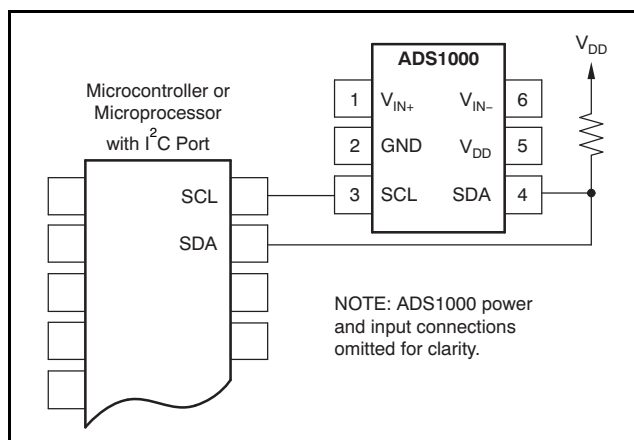 Microcontroller or
Microprocessor
with I²C Port
SCL
SDA
ADS1000
1 V_IN+ V_IN– 6
2 GND V_DD 5
3 SCL SDA 4
V_DD
NOTE: ADS1000 power
and input connections
omitted for clarity.